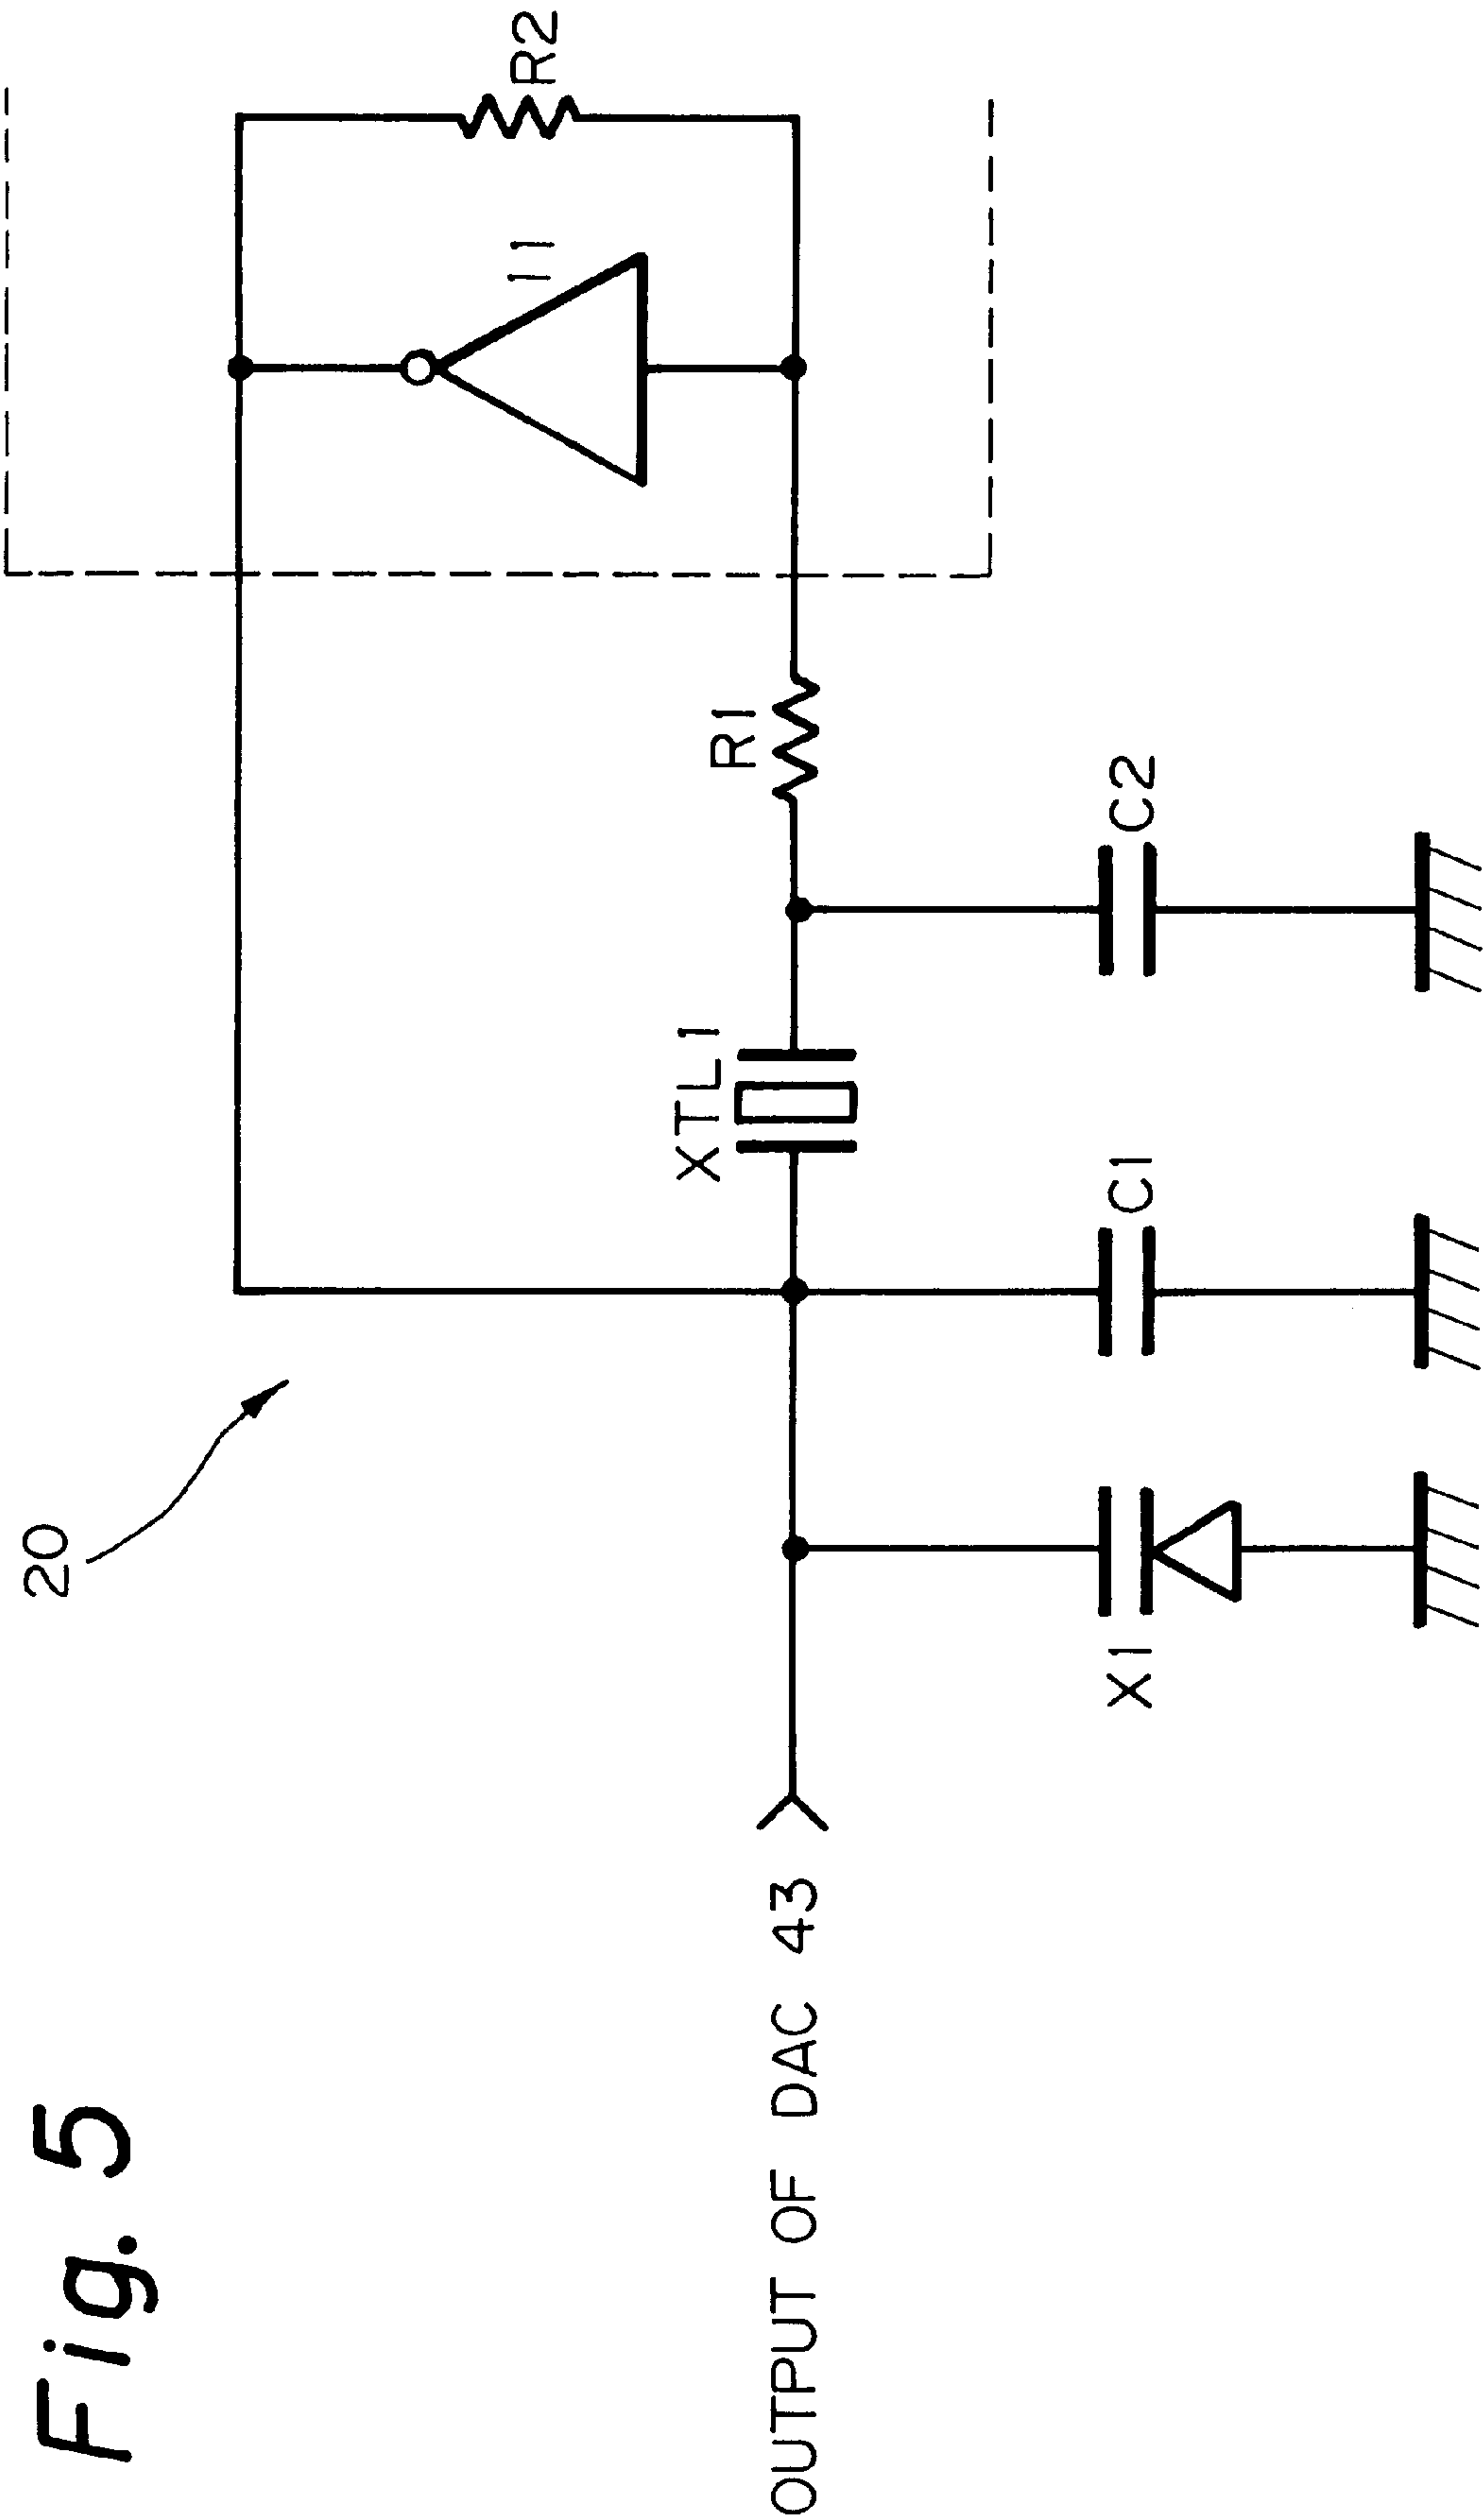 Fig. 5
20
R2
I1
XTL1
R1
OUTPUT OF DAC 43
X1
C1
C2